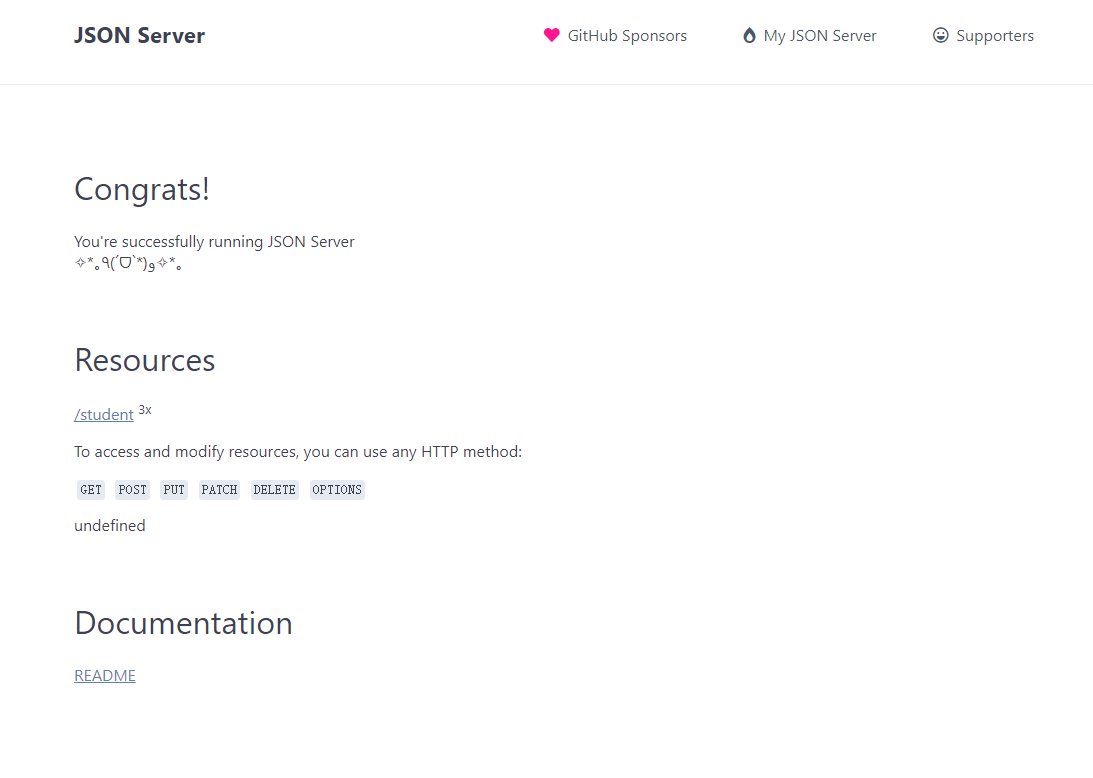 JSON Server
GitHub Sponsors
My JSON Server
Supporters
Congrats!
You're successfully running JSON Server
✧*｡٩(ˊᗜˋ*)و✧*｡
Resources
/student 3x
To access and modify resources, you can use any HTTP method:
GET POST PUT PATCH DELETE OPTIONS
undefined
Documentation
README